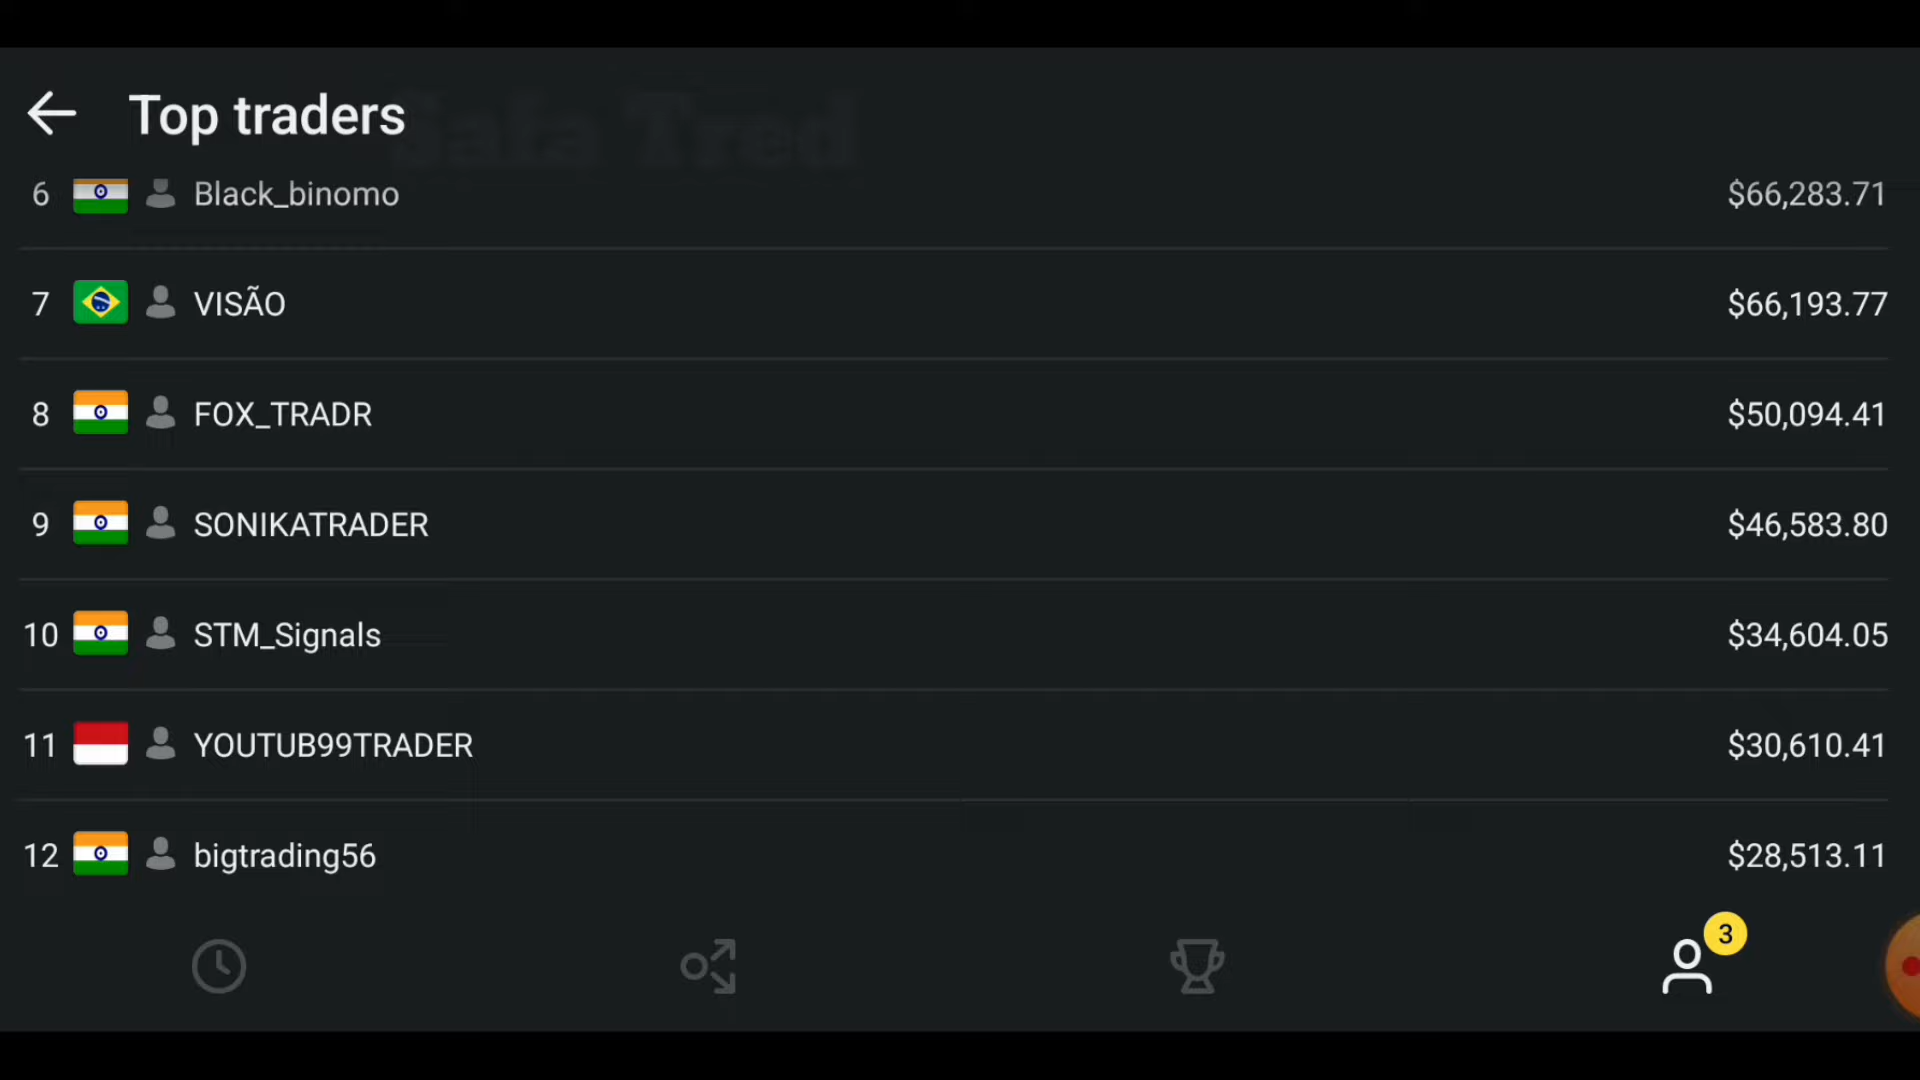 Top traders
Safa Tred
6 Black_binomo $66,283.71
7 VISÃO $66,193.77
8 FOX_TRADR $50,094.41
9 SONIKATRADER $46,583.80
10 STM_Signals $34,604.05
11 YOUTUB99TRADER $30,610.41
12 bigtrading56 $28,513.11
3